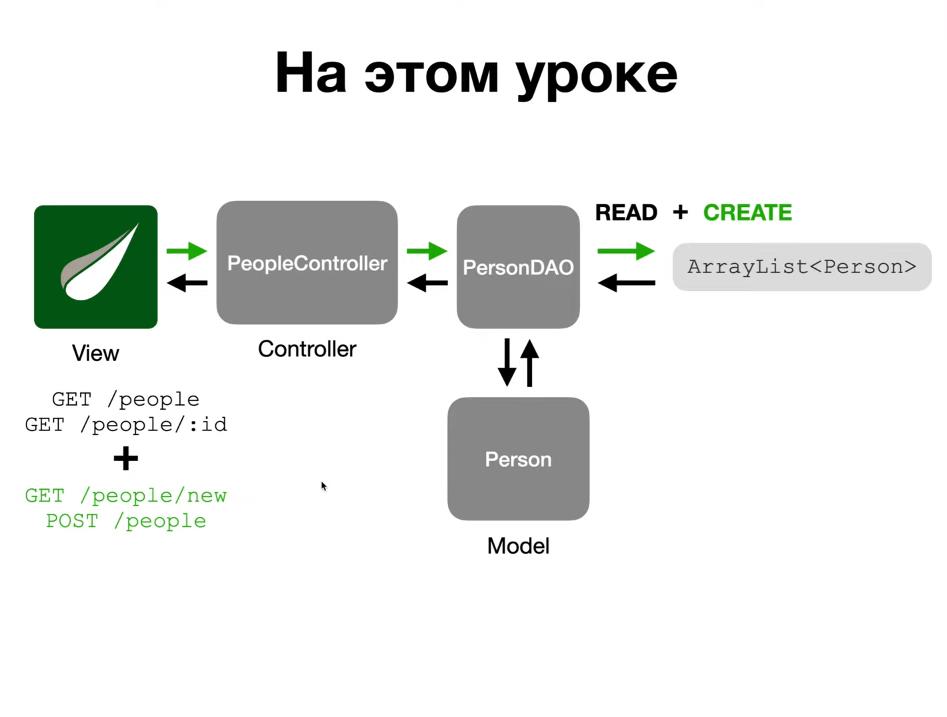 На этом уроке
READ + CREATE
PeopleController
PersonDAO
ArrayList<Person>
View
Controller
GET /people
GET /people/:id
+
GET /people/new
POST /people
Person
Model